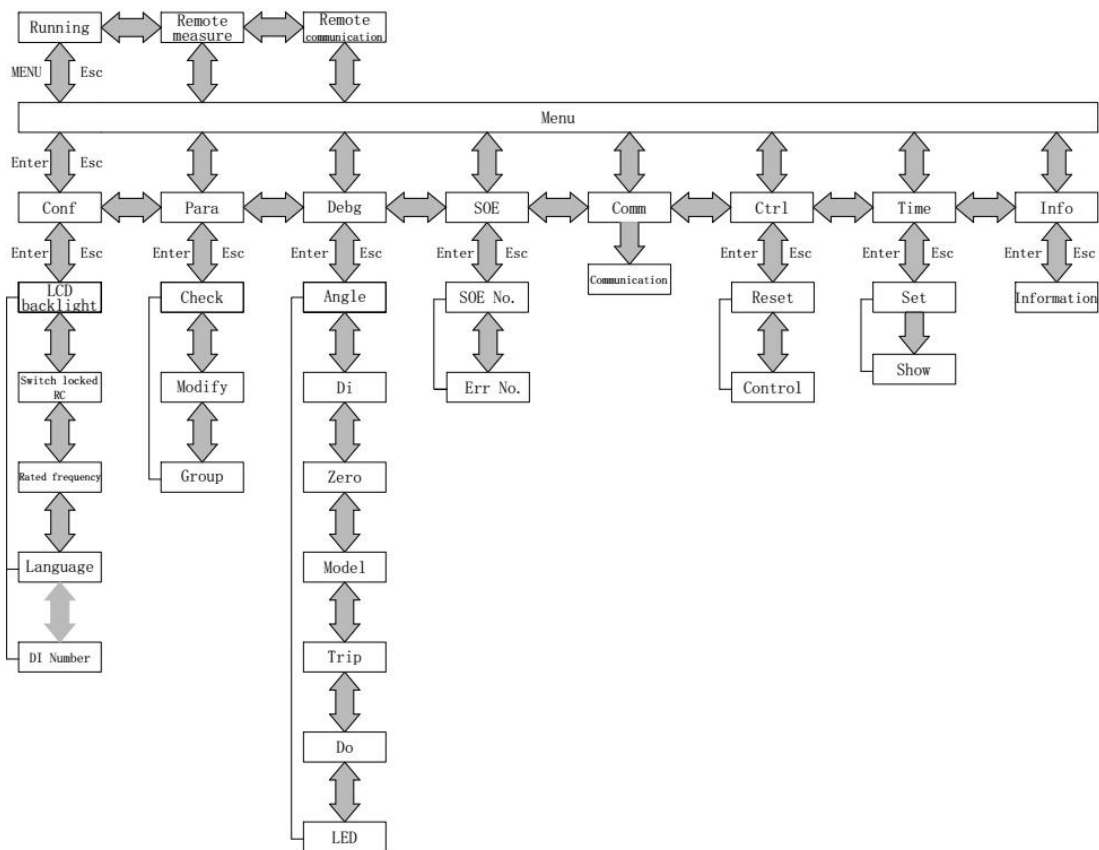 Running
Remote
measure
Remote
communication
MENU Esc
Menu
Enter Esc
Conf Para Debg SOE Comm Ctrl Time Info
Enter Esc Enter Esc Enter Esc Enter Esc Enter Esc Enter Esc Enter Esc
LCD
backlight
Check
Angle
SOE No.
Communication
Reset
Set
Information
Switch locked
RC
Modify
Di
Err No.
Control
Show
Rated frequency
Group
Zero
Language
Model
DI Number
Trip
Do
LED